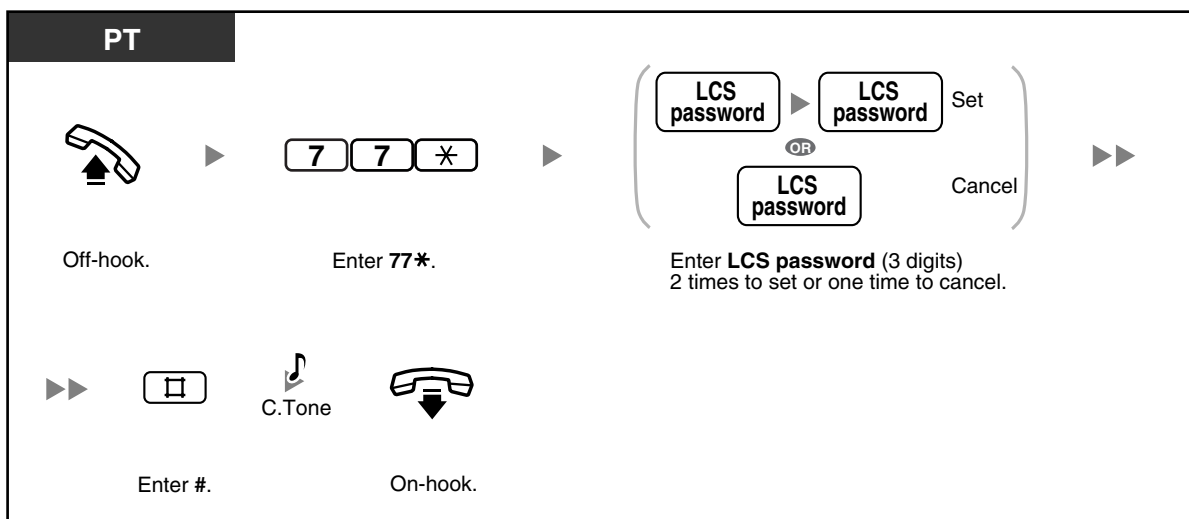 PT
LCS password
LCS password
Set
OR
LCS password
Cancel
7 7 ✳
Off-hook.
Enter 77✳.
Enter LCS password (3 digits)
2 times to set or one time to cancel.
#
C.Tone
Enter #.
On-hook.